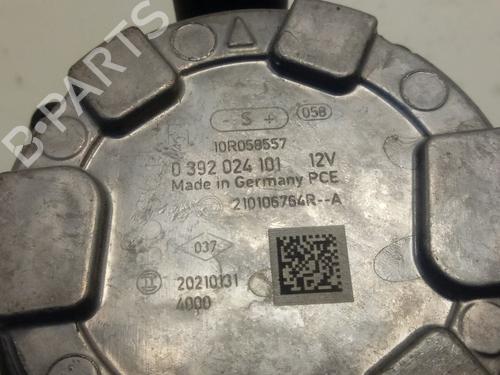 S +
058
10R058557
0 392 024 101 12V
Made in Germany PCE
210106764R--A
037
20210131
4000
B-PARTS